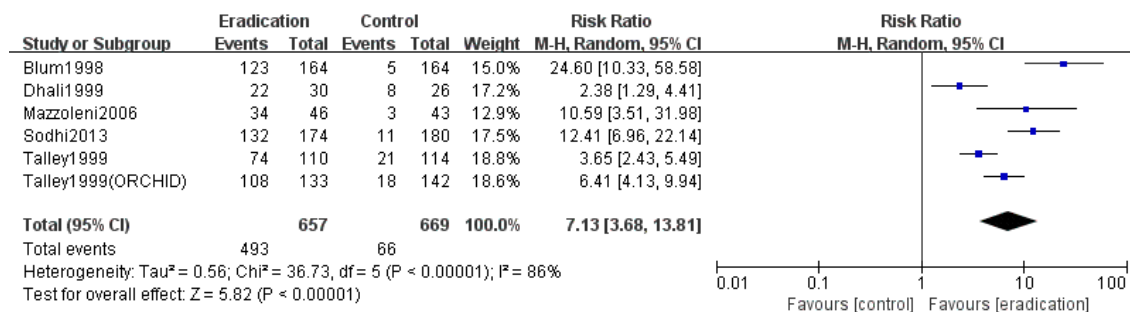 Eradication Control Risk Ratio Risk Ratio
Study or Subgroup Events Total Events Total Weight M-H, Random, 95% CI M-H, Random, 95% CI
Blum1998 123 164 5 164 15.0% 24.60 [10.33, 58.58]
Dhali1999 22 30 8 26 17.2% 2.38 [1.29, 4.41]
Mazzoleni2006 34 46 3 43 12.9% 10.59 [3.51, 31.98]
Sodhi2013 132 174 11 180 17.5% 12.41 [6.96, 22.14]
Talley1999 74 110 21 114 18.8% 3.65 [2.43, 5.49]
Talley1999(ORCHID) 108 133 18 142 18.6% 6.41 [4.13, 9.94]
Total (95% CI) 657 669 100.0% 7.13 [3.68, 13.81]
Total events 493 66
Heterogeneity: Tau² = 0.56; Chi² = 36.73, df = 5 (P < 0.00001); I² = 86%
Test for overall effect: Z = 5.82 (P < 0.00001)
0.01 0.1 1 10 100
Favours [control] Favours [eradication]